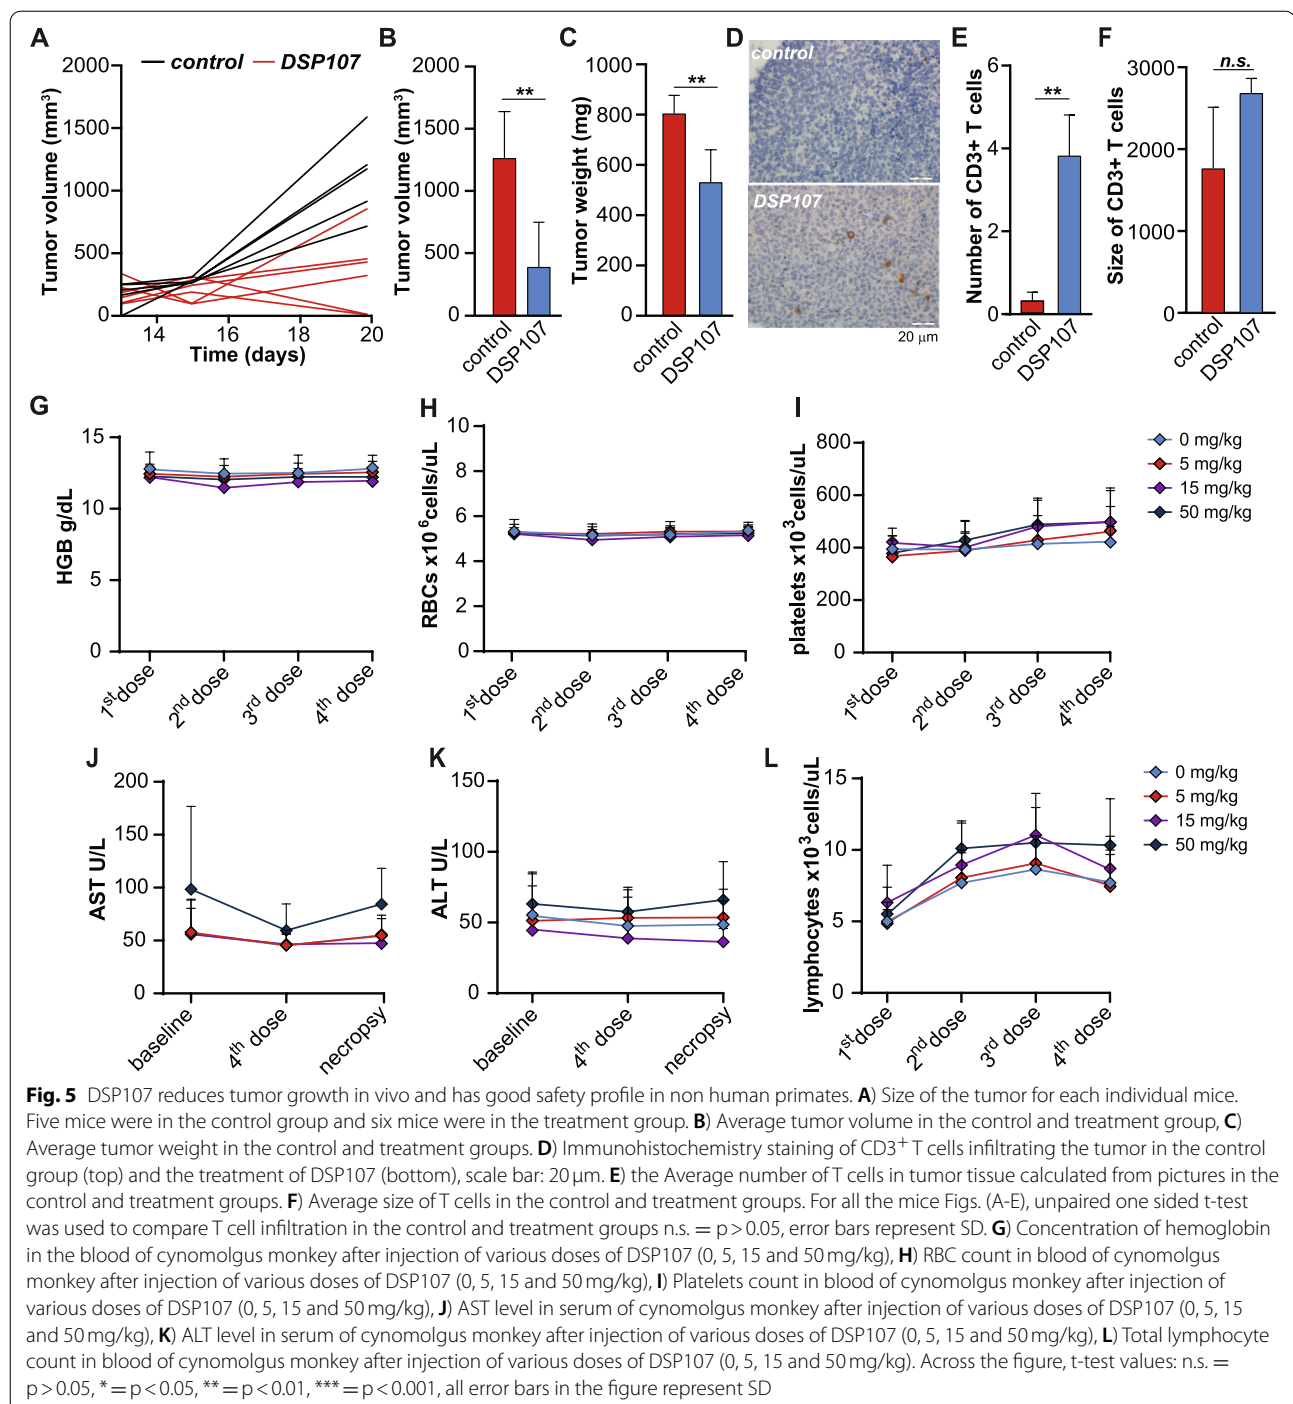 A
B
C
D
E
F
control
DSP107
Tumor volume (mm³)
2000
1500
1000
500
0
14
16
18
20
Time (days)
Tumor volume (mm³)
2000
1500
1000
500
0
**
control
DSP107
Tumor weight (mg)
1000
800
600
400
200
0
**
control
DSP107
control
DSP107
20 µm
Number of CD3+ T cells
6
4
2
0
**
control
DSP107
Size of CD3+ T cells
3000
2000
1000
0
n.s.
control
DSP107
G
HGB g/dL
15
10
5
0
1st dose
2nd dose
3rd dose
4th dose
H
RBCs x10 6cells/uL
10
8
6
4
2
0
1st dose
2nd dose
3rd dose
4th dose
I
platelets x10 3cells/uL
800
600
400
200
0
1st dose
2nd dose
3rd dose
4th dose
0 mg/kg
5 mg/kg
15 mg/kg
50 mg/kg
J
AST U/L
200
150
100
50
0
baseline
4th dose
necropsy
K
ALT U/L
150
100
50
0
baseline
4th dose
necropsy
L
lymphocytes x10 3cells/uL
15
10
5
0
1st dose
2nd dose
3rd dose
4th dose
0 mg/kg
5 mg/kg
15 mg/kg
50 mg/kg
Fig. 5 DSP107 reduces tumor growth in vivo and has good safety profile in non human primates. A) Size of the tumor for each individual mice.
Five mice were in the control group and six mice were in the treatment group. B) Average tumor volume in the control and treatment group, C)
Average tumor weight in the control and treatment groups. D) Immunohistochemistry staining of CD3+ T cells infiltrating the tumor in the control
group (top) and the treatment of DSP107 (bottom), scale bar: 20 µm. E) the Average number of T cells in tumor tissue calculated from pictures in the
control and treatment groups. F) Average size of T cells in the control and treatment groups. For all the mice Figs. (A-E), unpaired one sided t-test
was used to compare T cell infiltration in the control and treatment groups n.s. = p > 0.05, error bars represent SD. G) Concentration of hemoglobin
in the blood of cynomolgus monkey after injection of various doses of DSP107 (0, 5, 15 and 50 mg/kg), H) RBC count in blood of cynomolgus
monkey after injection of various doses of DSP107 (0, 5, 15 and 50 mg/kg), I) Platelets count in blood of cynomolgus monkey after injection of
various doses of DSP107 (0, 5, 15 and 50 mg/kg), J) AST level in serum of cynomolgus monkey after injection of various doses of DSP107 (0, 5, 15
and 50 mg/kg), K) ALT level in serum of cynomolgus monkey after injection of various doses of DSP107 (0, 5, 15 and 50 mg/kg), L) Total lymphocyte
count in blood of cynomolgus monkey after injection of various doses of DSP107 (0, 5, 15 and 50 mg/kg). Across the figure, t-test values: n.s. =
p > 0.05, * = p < 0.05, ** = p < 0.01, *** = p < 0.001, all error bars in the figure represent SD